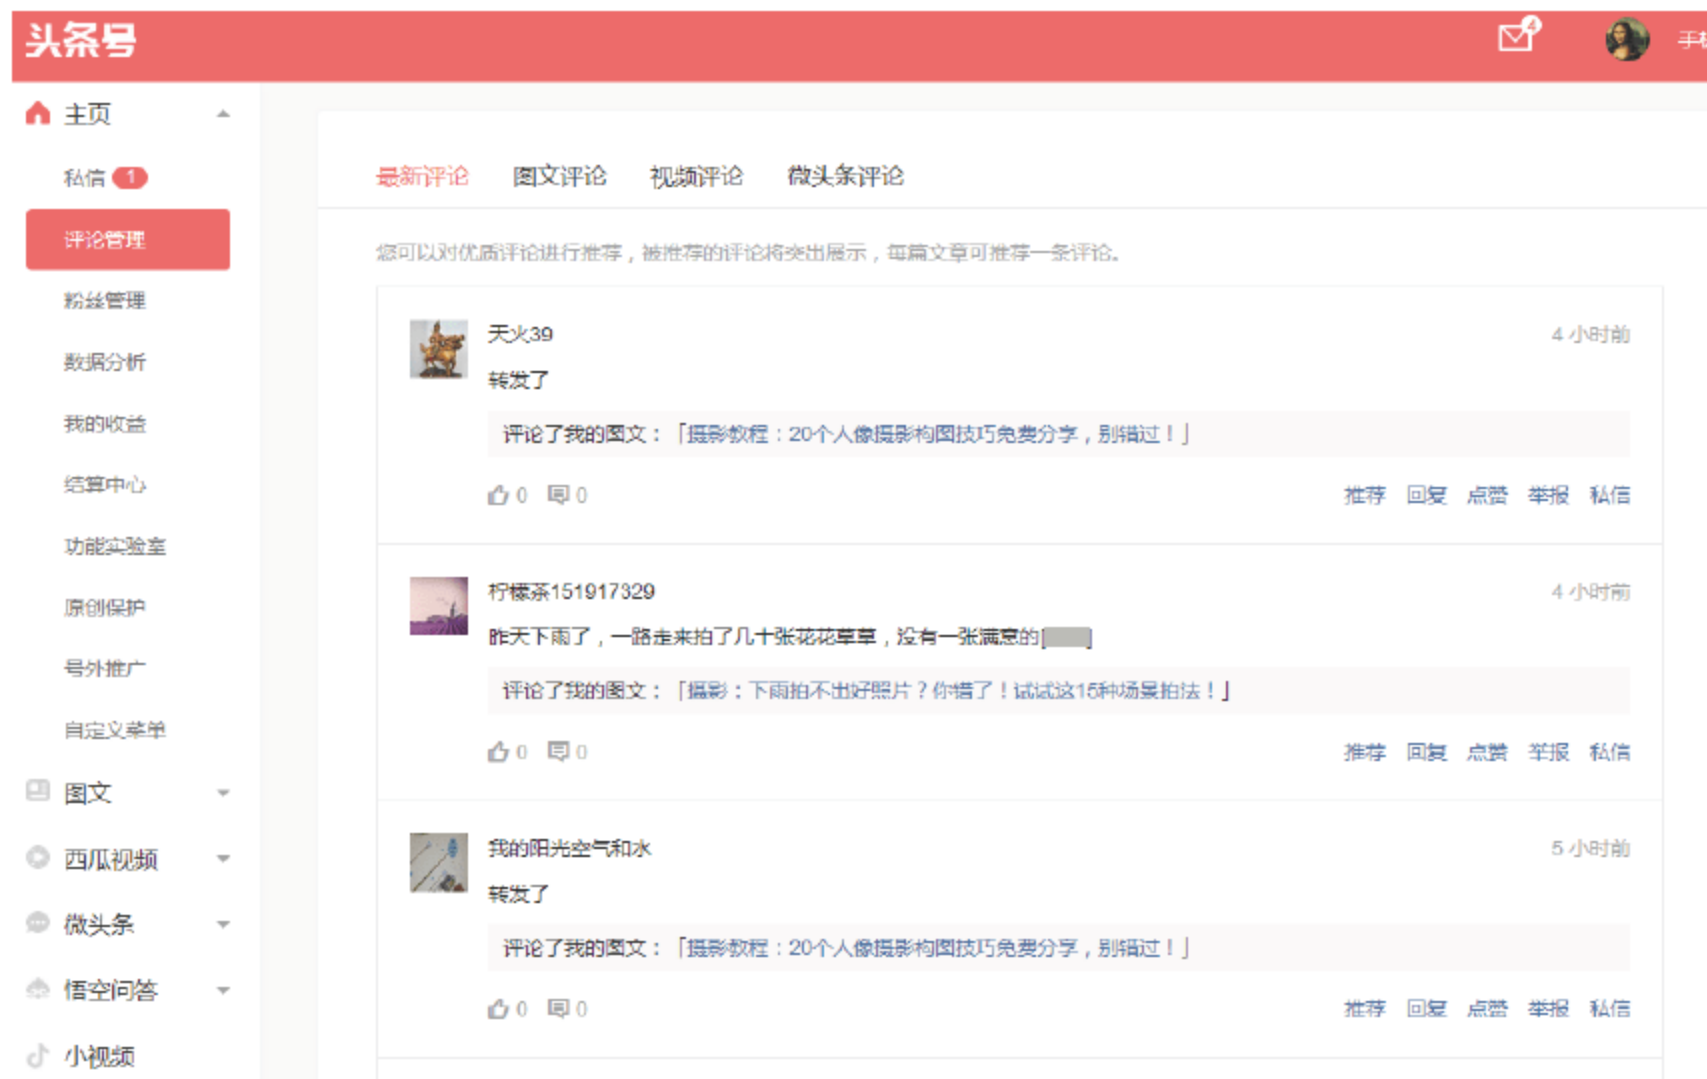 头条号
4
手机
主页
私信 1
评论管理
粉丝管理
数据分析
我的收益
结算中心
功能实验室
原创保护
号外推广
自定义菜单
图文
西瓜视频
微头条
悟空问答
小视频
最新评论 图文评论 视频评论 微头条评论
您可以对优质评论进行推荐，被推荐的评论将突出展示，每篇文章可推荐一条评论。
天火39 4 小时前
转发了
评论了我的图文：「摄影教程：20个人像摄影构图技巧免费分享，别错过！」
0 0 推荐 回复 点赞 举报 私信
柠檬茶151917329 4 小时前
昨天下雨了，一路走来拍了几十张花花草草，没有一张满意的[ ]
评论了我的图文：「摄影：下雨拍不出好照片？你错了！试试这15种场景拍法！」
0 0 推荐 回复 点赞 举报 私信
我的阳光空气和水 5 小时前
转发了
评论了我的图文：「摄影教程：20个人像摄影构图技巧免费分享，别错过！」
0 0 推荐 回复 点赞 举报 私信